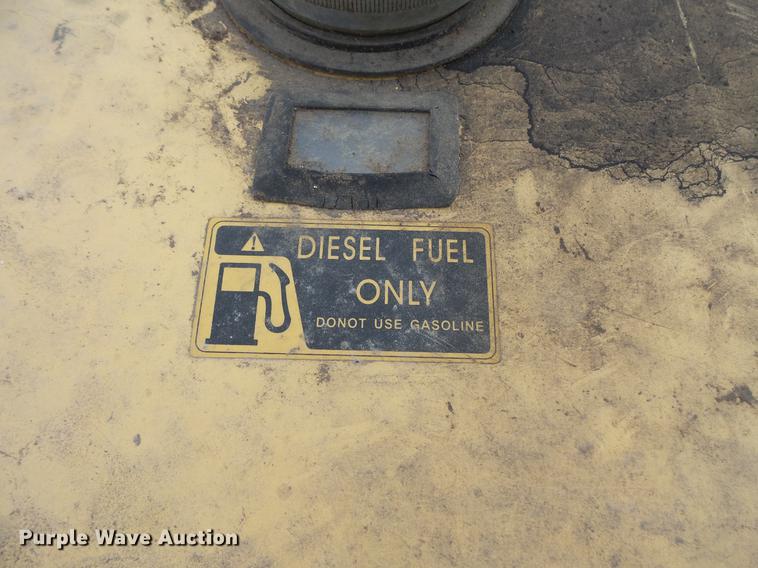 DIESEL FUEL
ONLY
DONOT USE GASOLINE
Purple Wave Auction